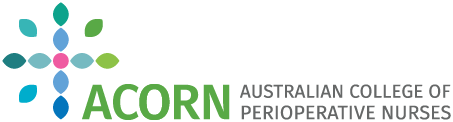 ACORN
AUSTRALIAN COLLEGE OF
PERIOPERATIVE NURSES